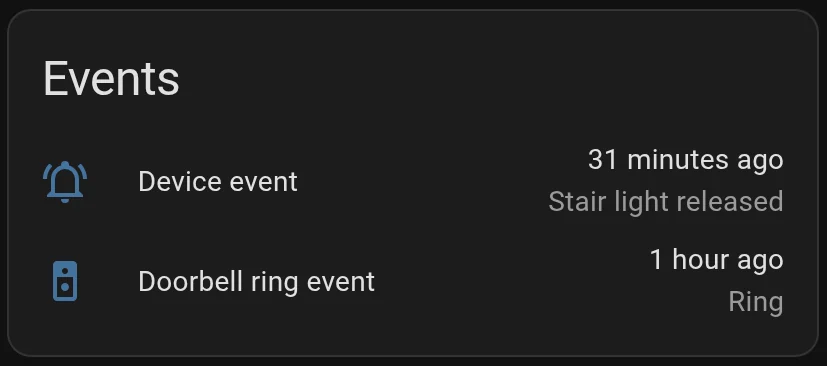 Events
Device event
31 minutes ago
Stair light released
Doorbell ring event
1 hour ago
Ring